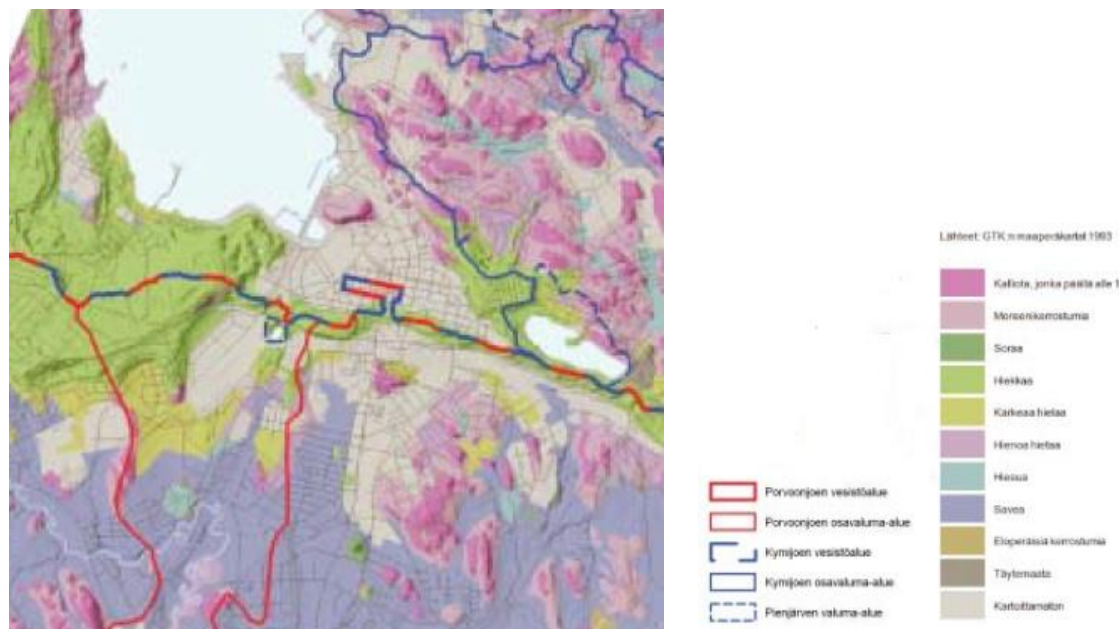 Lähteet: GTK:n maaperäkartat 1993
Kalliota, jonka päällä alle 1
Moreenikerrostumia
Soraa
Hiekkaa
Karkeaa hietaa
Hienoa hietaa
Hiesua
Savea
Eloperäisiä kerrostumia
Täytemaata
Kartoittamaton
Porvoonjoen vesistöalue
Porvoonjoen osavaluma-alue
Kymijoen vesistöalue
Kymijoen osavaluma-alue
Pienjärven valuma-alue